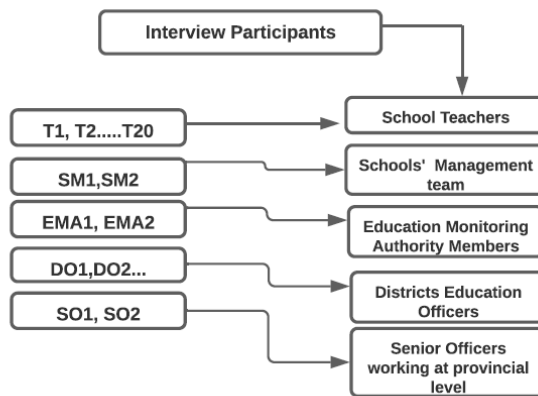 Interview Participants
T1, T2.....T20
School Teachers
SM1,SM2
Schools' Management
team
EMA1, EMA2
Education Monitoring
Authority Members
DO1,DO2...
Districts Education
Officers
SO1, SO2
Senior Officers
working at provincial
level